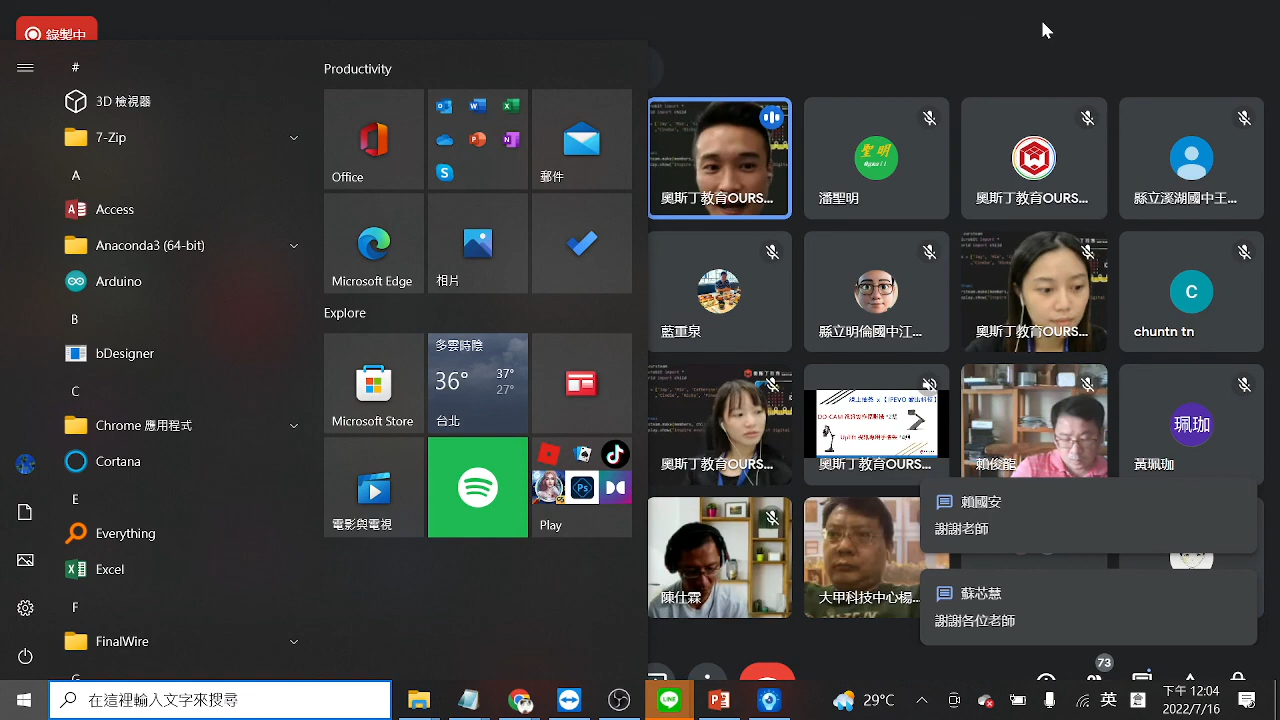 錄製中
#
3D 檢視器
7-Zip
A
Access
Anaconda3 (64-bit)
Arduino
B
bDesigner
C
Chrome 應用程式
Cortana
E
Everything
Excel
F
FinalWire
Productivity
Office
郵件
Microsoft Edge
相片
Explore
Microsoft Store
多雲時陰
36°
37°
27°
台北
電影與電視
Play
奧斯丁教育OURS...
潘聖明
聖明
奧斯丁教育OURS...
縣立明倫國中王...
藍重泉
縣立明倫國中江...
奧斯丁教育OURS...
C
chuntn tn
奧斯丁教育OURS...
奧斯丁教育OURS...
賴俊龍
珮珈
黃珮珈
陳仕霖
大甲科技中心楊...
賴國安
謝謝老師
蘇芯慧
謝謝各位老師
73
在這裡輸入文字來搜尋
LINE
29°C
下午 12:04
2022/7/16